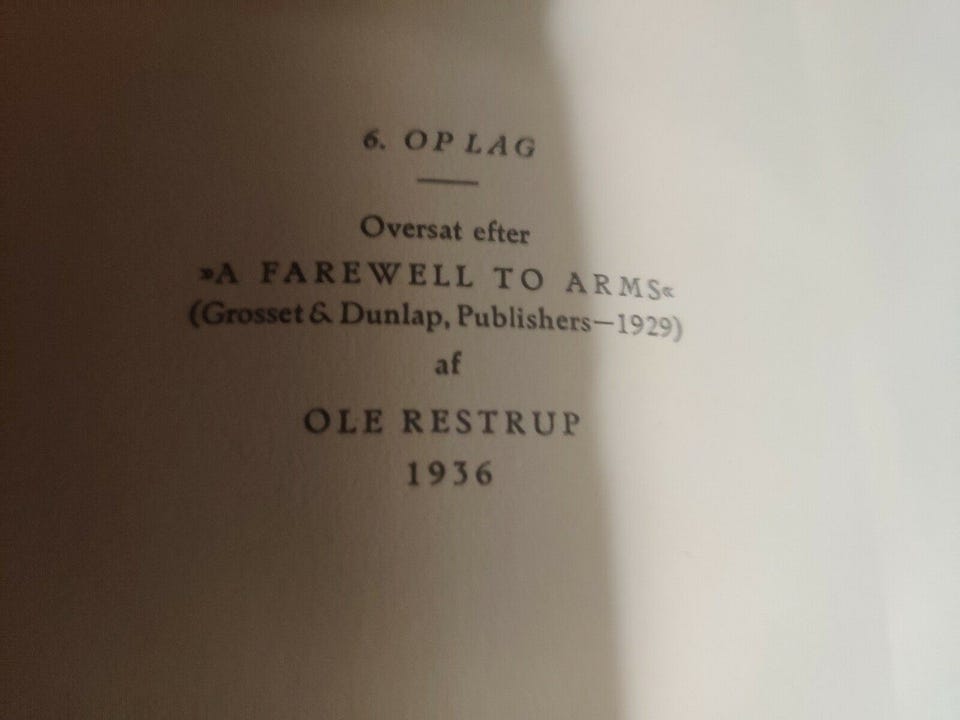 6. OPLAG
Oversat efter
»A FAREWELL TO ARMS«
(Grosset & Dunlap, Publishers—1929)
af
OLE RESTRUP
1936